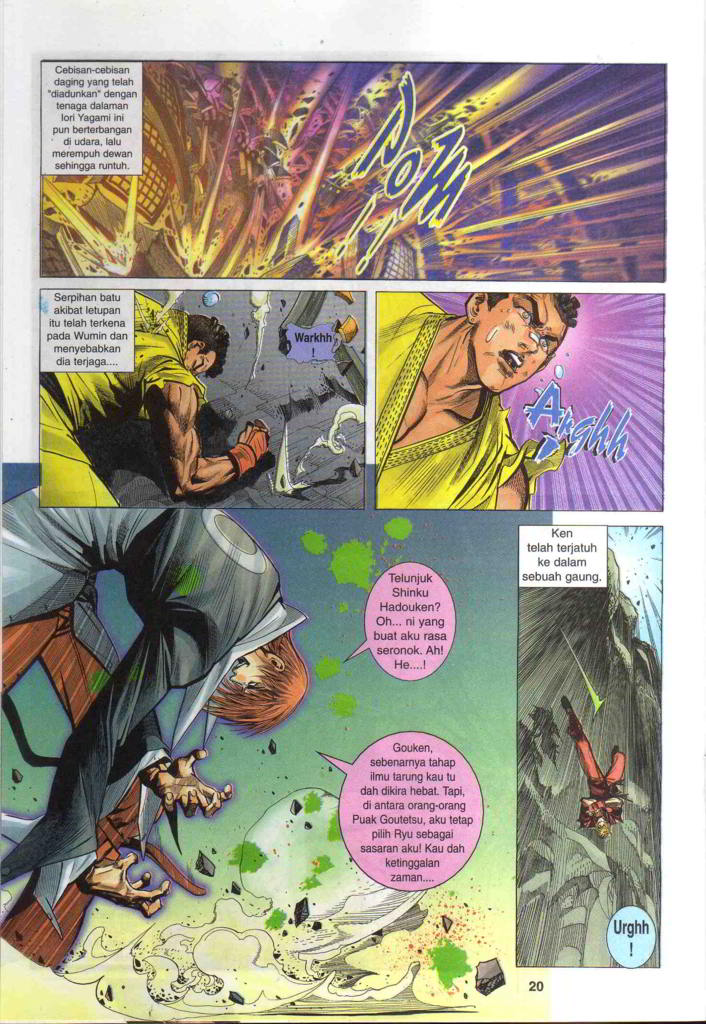 Cebisan-cebisan
daging yang telah
"diadunkan" dengan
tenaga dalaman
Iori Yagami ini
pun berterbangan
di udara, lalu
merempuh dewan
sehingga runtuh.
Serpihan batu
akibat letupan
itu telah terkena
pada Wumin dan
menyebabkan
dia terjaga....
Warkhh
!
Arrghh
Telunjuk
Shinku
Hadouken?
Oh... ni yang
buat aku rasa
seronok. Ah!
He....!
Ken
telah terjatuh
ke dalam
sebuah gaung.
Gouken,
sebenarnya tahap
ilmu tarung kau tu
dah dikira hebat. Tapi,
di antara orang-orang
Puak Goutetsu, aku tetap
pilih Ryu sebagai
sasaran aku! Kau dah
ketinggalan
zaman....
Urghh
!
20